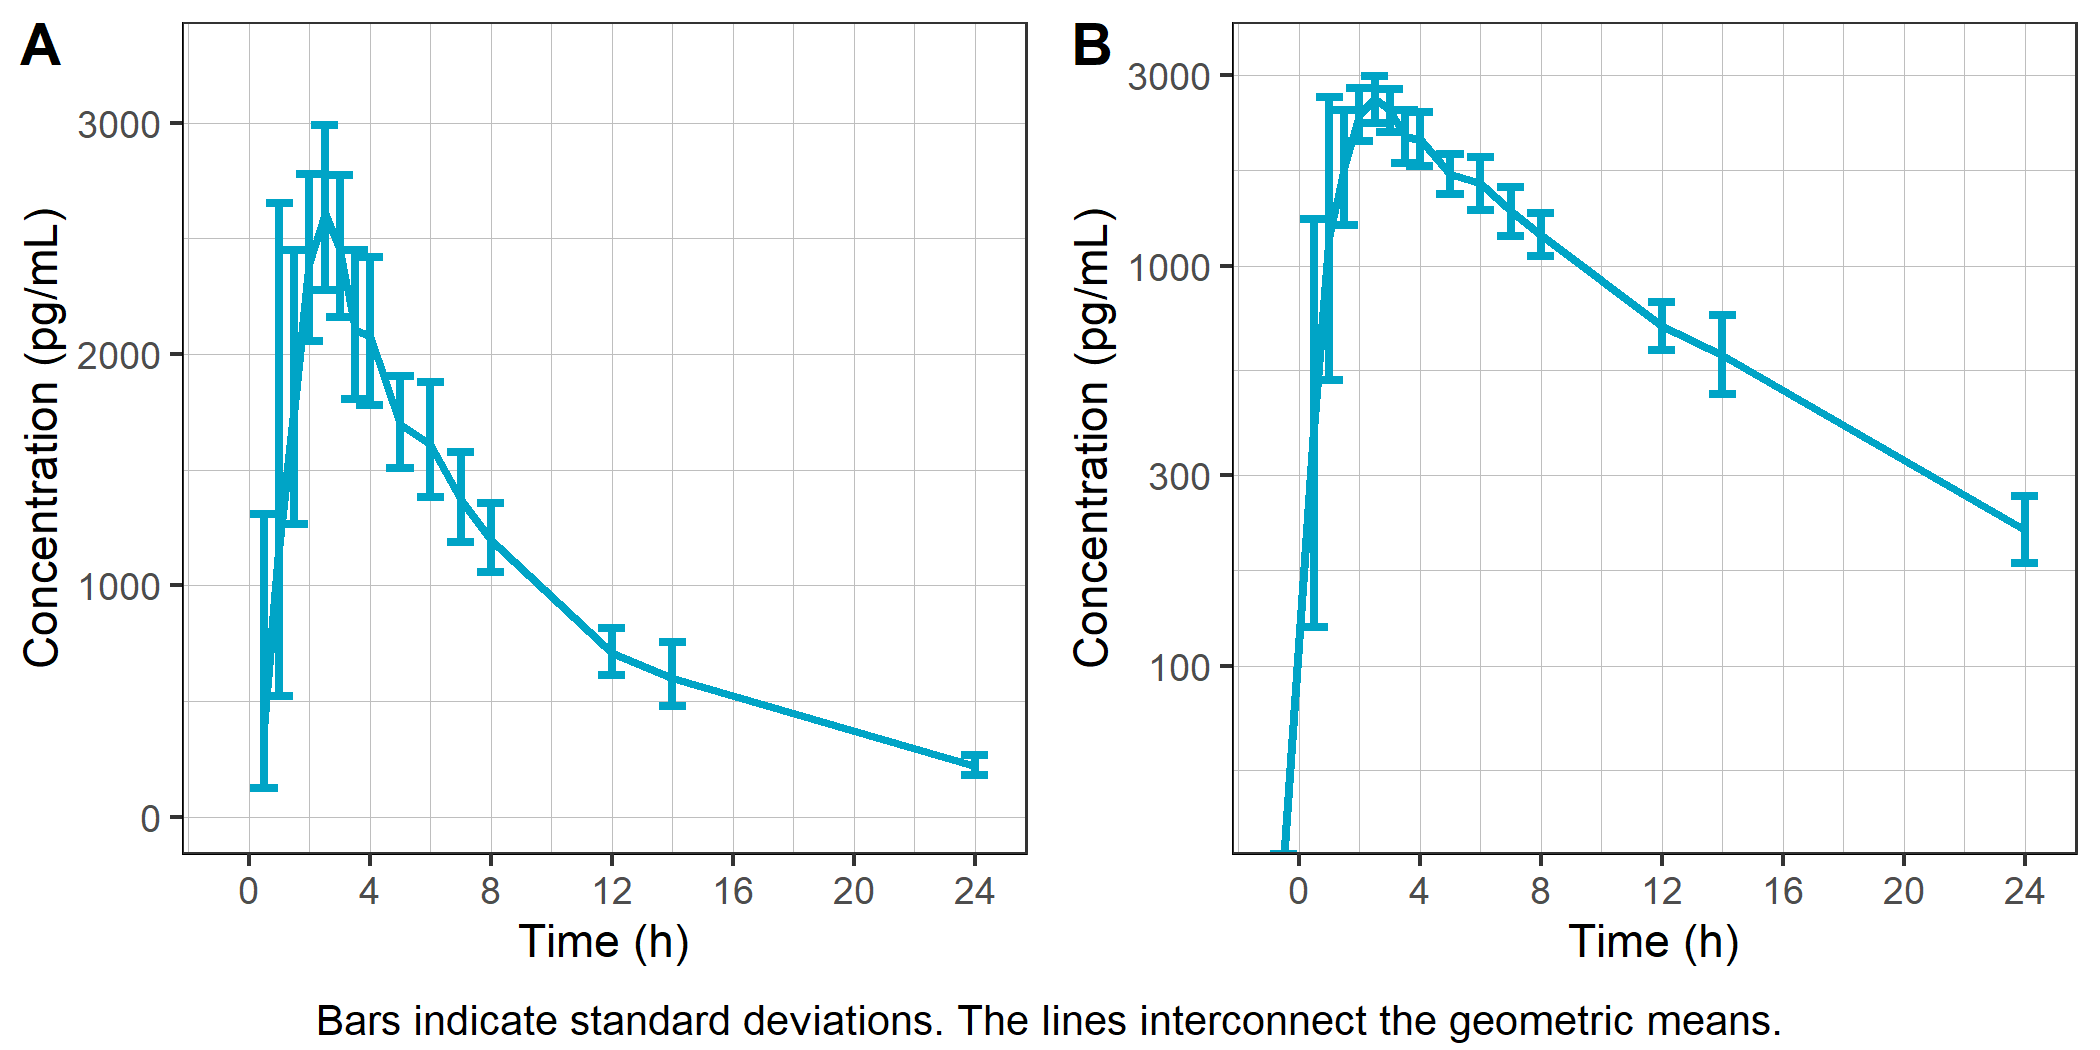 A
B
Concentration (pg/mL)
3000
2000
1000
0
0 4 8 12 16 20 24
Time (h)
Concentration (pg/mL)
3000
1000
300
100
0 4 8 12 16 20 24
Time (h)
Bars indicate standard deviations. The lines interconnect the geometric means.